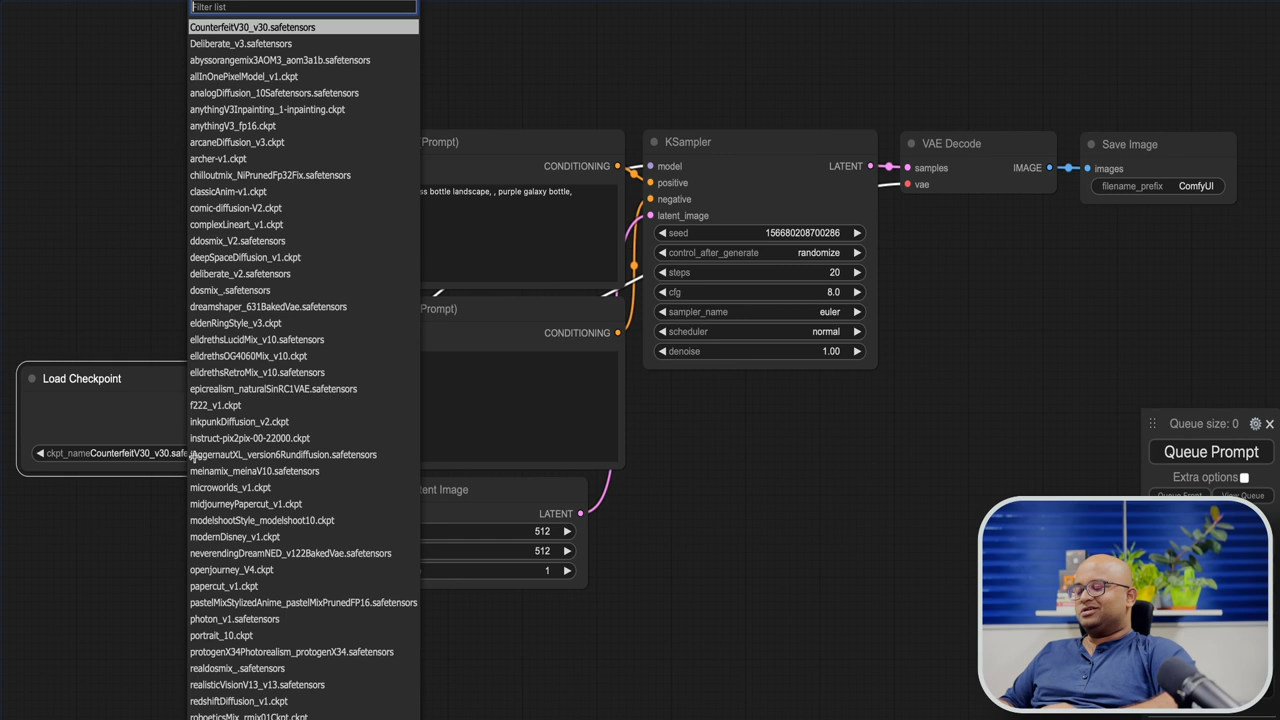 Filter list
CounterfeitV30_v30.safetensors
Deliberate_v3.safetensors
abyssorangemix3AOM3_aom3a1b.safetensors
allInOnePixelModel_v1.ckpt
analogDiffusion_10Safetensors.safetensors
anythingV3Inpainting_1-inpainting.ckpt
anythingV3_fp16.ckpt
arcaneDiffusion_v3.ckpt
archer-v1.ckpt
chilloutmix_NiPrunedFp32Fix.safetensors
classicAnim-v1.ckpt
comic-diffusion-V2.ckpt
complexLineart_v1.ckpt
ddosmix_V2.safetensors
deepSpaceDiffusion_v1.ckpt
deliberate_v2.safetensors
dosmix_.safetensors
dreamshaper_631BakedVae.safetensors
eldenRingStyle_v3.ckpt
elldrethsLucidMix_v10.safetensors
elldrethsOG4060Mix_v10.ckpt
elldrethsRetroMix_v10.safetensors
epicrealism_naturalSinRC1VAE.safetensors
f222_v1.ckpt
inkpunkDiffusion_v2.ckpt
instruct-pix2pix-00-22000.ckpt
juggernautXL_version6Rundiffusion.safetensors
meinamix_meinaV10.safetensors
microworlds_v1.ckpt
midjourneyPapercut_v1.ckpt
modelshootStyle_modelshoot10.ckpt
modernDisney_v1.ckpt
neverendingDreamNED_v122BakedVae.safetensors
openjourney_V4.ckpt
papercut_v1.ckpt
pastelMixStylizedAnime_pastelMixPrunedFP16.safetensors
photon_v1.safetensors
portrait_10.ckpt
protogenX34Photorealism_protogenX34.safetensors
realdosmix_.safetensors
realisticVisionV13_v13.safetensors
redshiftDiffusion_v1.ckpt
roboeticsMix_rmix01Ckpt.ckpt
Load Checkpoint
ckpt_name CounterfeitV30_v30.safe
Prompt)
CONDITIONING
ss bottle landscape, , purple galaxy bottle,
Prompt)
CONDITIONING
tent Image
LATENT
512
512
1
KSampler
model LATENT
positive
negative
latent_image
seed 156680208700286
control_after_generate randomize
steps 20
cfg 8.0
sampler_name euler
scheduler normal
denoise 1.00
VAE Decode
samples IMAGE
vae
Save Image
images
filename_prefix ComfyUI
Queue size: 0
Queue Prompt
Extra options
Queue Front View Queue